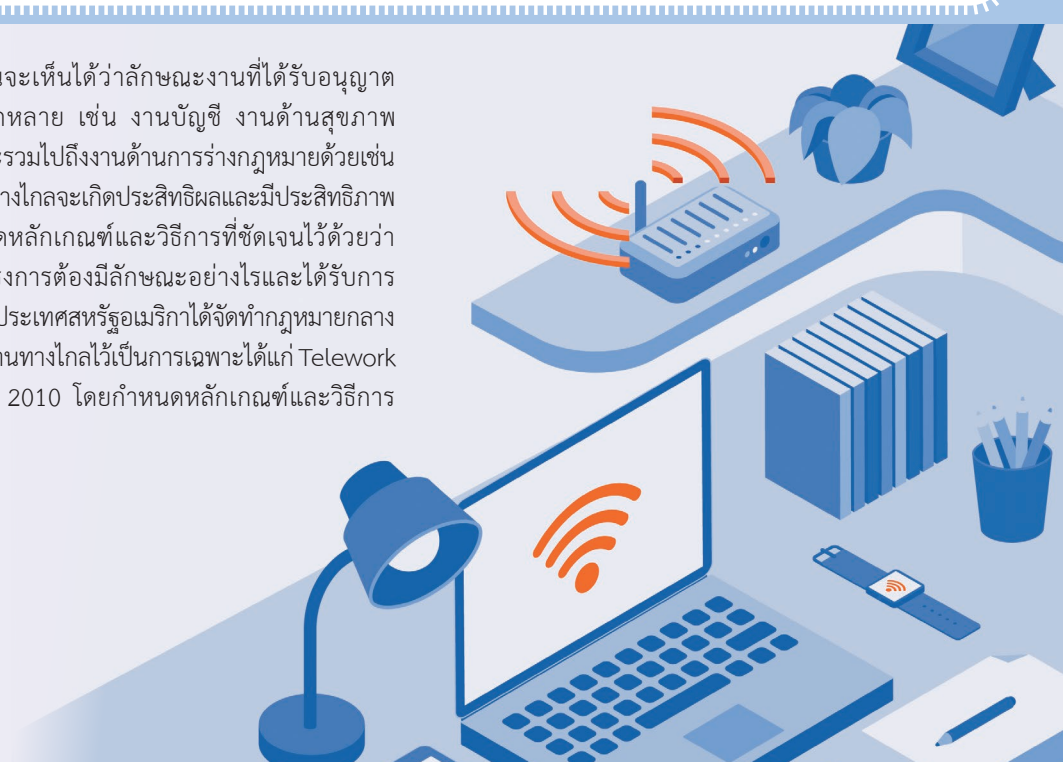 จะเห็นได้ว่าลักษณะงานที่ได้รับอนุญาต
หลาย เช่น งานบัญชี งานด้านสุขภาพ
รวมไปถึงงานด้านการร่างกฎหมายด้วยเช่น
างไกลจะเกิดประสิทธิผลและมีประสิทธิภาพ
หลักเกณฑ์และวิธีการที่ชัดเจนไว้ด้วยว่า
งการต้องมีลักษณะอย่างไรและได้รับการ
ประเทศสหรัฐอเมริกาได้จัดทำกฎหมายกลาง
านทางไกลไว้เป็นการเฉพาะได้แก่ Telework
2010 โดยกำหนดหลักเกณฑ์และวิธีการ